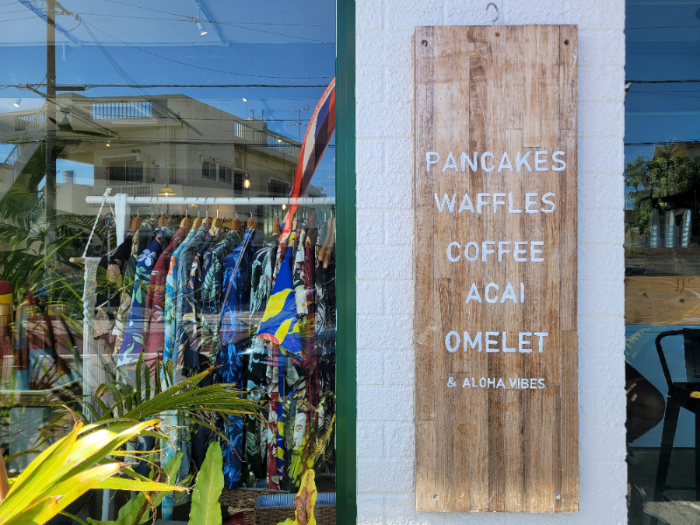 PANCAKES
WAFFLES
COFFEE
ACAI
OMELET
& ALOHA VIBES